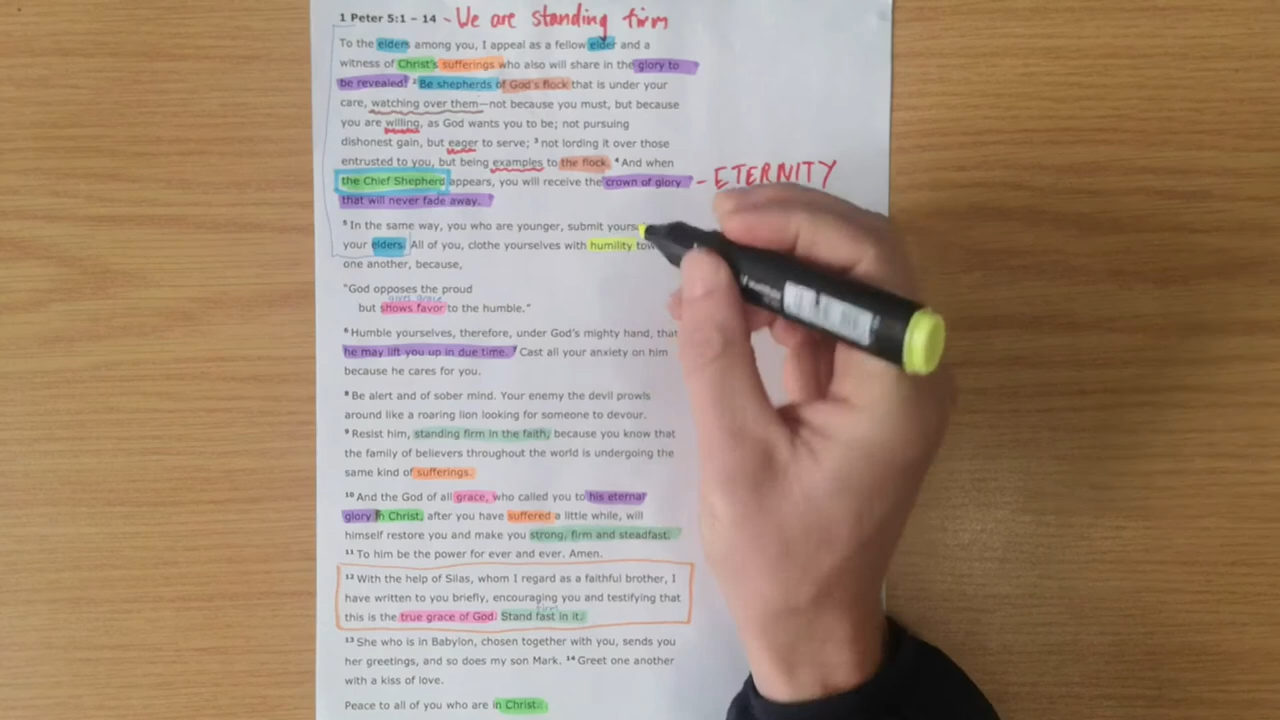 1 Peter 5:1 – 14 - We are standing firm
To the elders among you, I appeal as a fellow elder and a
witness of Christ's sufferings who also will share in the glory to
be revealed: ² Be shepherds of God's flock that is under your
care, watching over them—not because you must, but because
you are willing, as God wants you to be; not pursuing
dishonest gain, but eager to serve; ³ not lording it over those
entrusted to you, but being examples to the flock. ⁴ And when
the Chief Shepherd appears, you will receive the crown of glory - ETERNITY
that will never fade away.
⁵ In the same way, you who are younger, submit yours
your elders. All of you, clothe yourselves with humility tow
one another, because,
"God opposes the proud
gives grace
but shows favor to the humble."
⁶ Humble yourselves, therefore, under God's mighty hand, that
he may lift you up in due time. ⁷ Cast all your anxiety on him
because he cares for you.
⁸ Be alert and of sober mind. Your enemy the devil prowls
around like a roaring lion looking for someone to devour.
⁹ Resist him, standing firm in the faith, because you know that
the family of believers throughout the world is undergoing the
same kind of sufferings.
¹⁰ And the God of all grace, who called you to his eternal
glory in Christ, after you have suffered a little while, will
himself restore you and make you strong, firm and steadfast.
¹¹ To him be the power for ever and ever. Amen.
¹² With the help of Silas, whom I regard as a faithful brother, I
have written to you briefly, encouraging you and testifying that
firm
this is the true grace of God. Stand fast in it.
¹³ She who is in Babylon, chosen together with you, sends you
her greetings, and so does my son Mark. ¹⁴ Greet one another
with a kiss of love.
Peace to all of you who are in Christ.